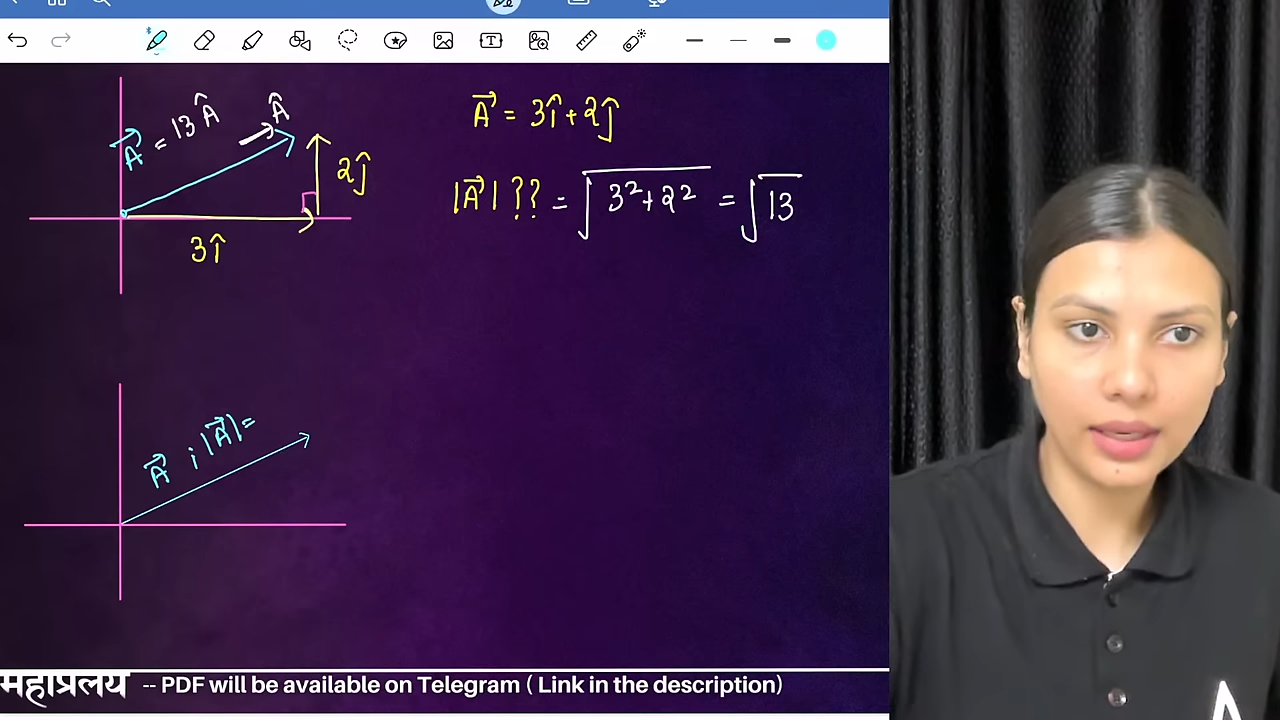 A⃗ = 13 Â
Â
2ĵ
3î
A⃗ = 3î + 2ĵ
|A⃗| ?? = √3² + 2² = √13
A⃗ ; |A⃗| =
महाप्रलय -- PDF will be available on Telegram ( Link in the description)